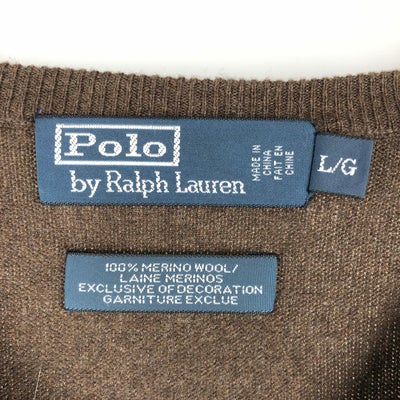 Polo
by Ralph Lauren
MADE IN
CHINA
FAIT EN
CHINE
L/G
100% MERINO WOOL/
LAINE MERINOS
EXCLUSIVE OF DECORATION
GARNITURE EXCLUE